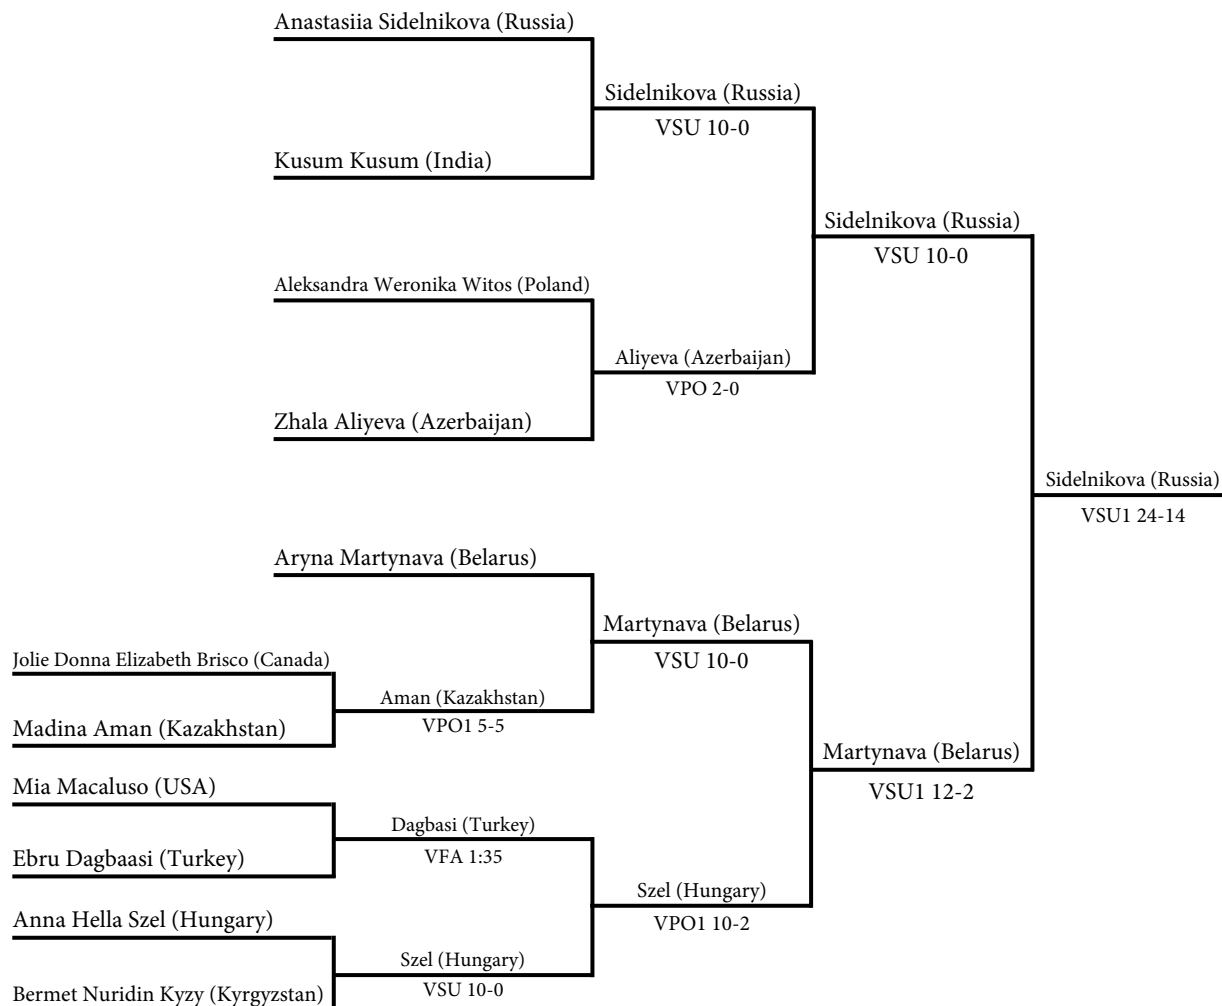 Anastasiia Sidelnikova (Russia)
Sidelnikova (Russia)
VSU 10-0
Kusum Kusum (India)
Sidelnikova (Russia)
VSU 10-0
Aleksandra Weronika Witos (Poland)
Aliyeva (Azerbaijan)
VPO 2-0
Zhala Aliyeva (Azerbaijan)
Sidelnikova (Russia)
VSU1 24-14
Aryna Martynava (Belarus)
Martynava (Belarus)
VSU 10-0
Jolie Donna Elizabeth Brisco (Canada)
Aman (Kazakhstan)
VPO1 5-5
Madina Aman (Kazakhstan)
Martynava (Belarus)
VSU1 12-2
Mia Macaluso (USA)
Dagbasi (Turkey)
VFA 1:35
Ebru Dagbaasi (Turkey)
Szel (Hungary)
VPO1 10-2
Anna Hella Szel (Hungary)
Szel (Hungary)
VSU 10-0
Bermet Nuridin Kyzy (Kyrgyzstan)